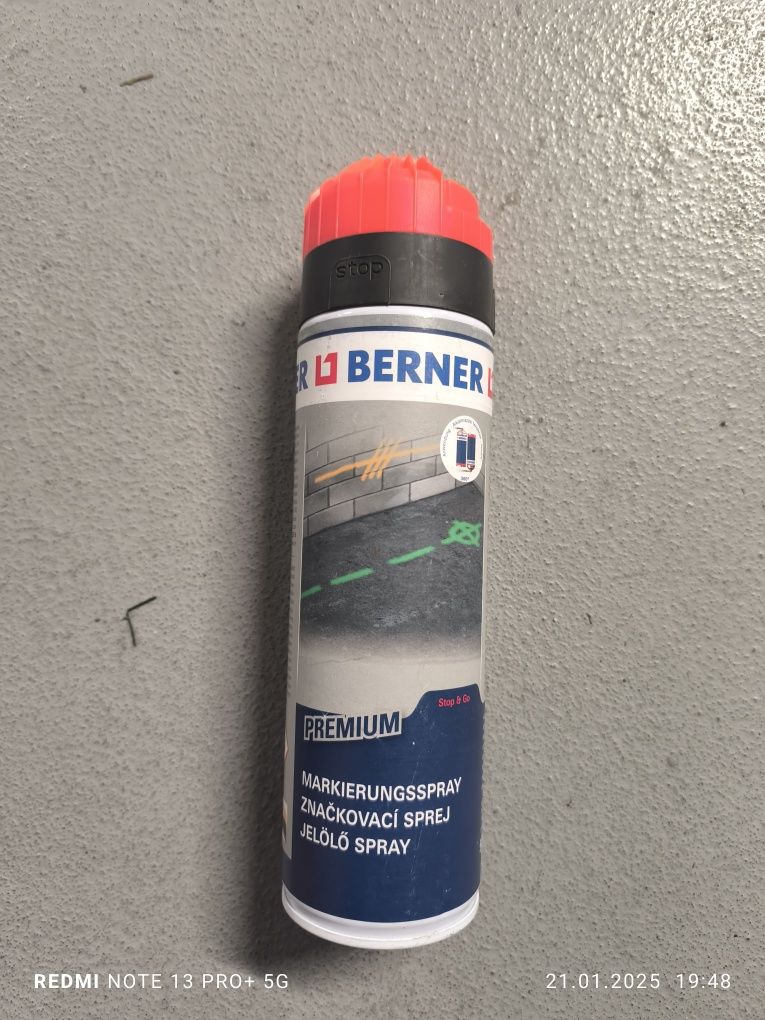 stop
ER BERNER
Stop & Go
PREMIUM
MARKIERUNGSSPRAY
ZNAČKOVACÍ SPREJ
JELÖLŐ SPRAY
REDMI NOTE 13 PRO+ 5G
21.01.2025 19:48